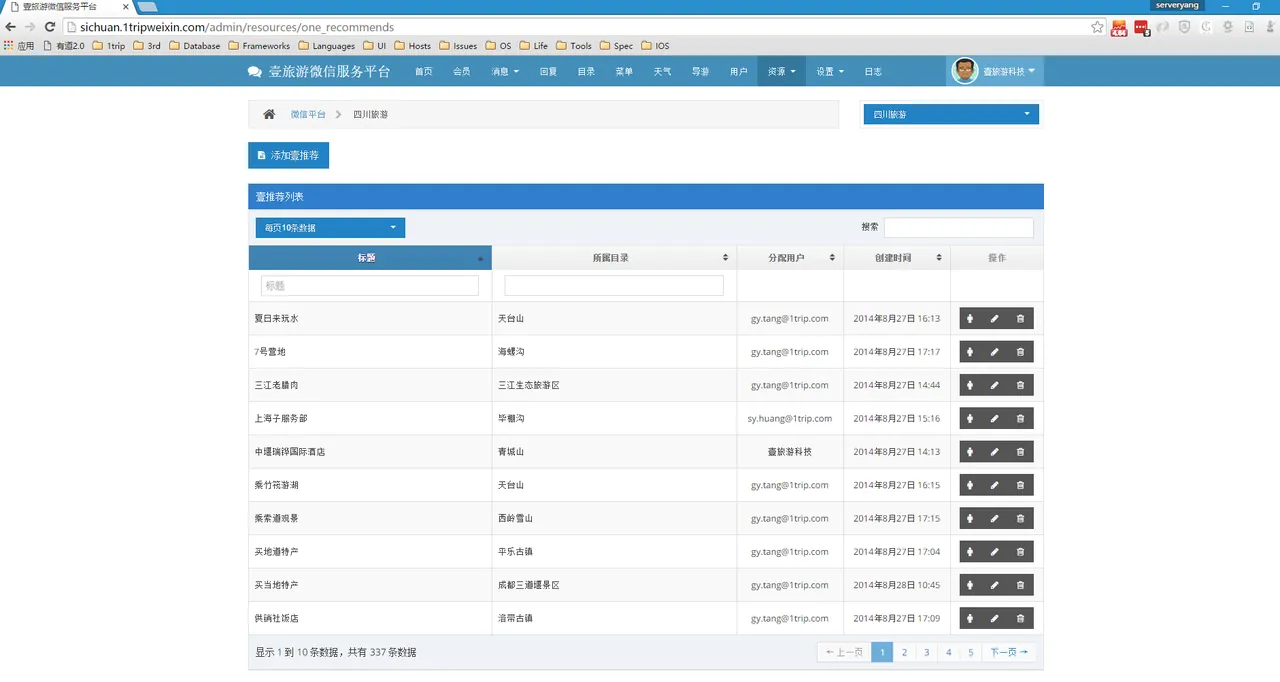 壹旅游微信服务平台
serveryang
sichuan.1tripweixin.com/admin/resources/one_recommends
应用 有道2.0 1trip 3rd Database Frameworks Languages UI Hosts Issues OS Life Tools Spec IOS
壹旅游微信服务平台 首页 会员 消息 回复 目录 菜单 天气 导游 用户 资源 设置 日志 壹旅游科技
微信平台 四川旅游 四川旅游
添加壹推荐
壹推荐列表
每页10条数据 搜索
标题 所属目录 分配用户 创建时间 操作
标题
夏日来玩水 天台山 gy.tang@1trip.com 2014年8月27日 16:13
7号营地 海螺沟 gy.tang@1trip.com 2014年8月27日 17:17
三江老腊肉 三江生态旅游区 gy.tang@1trip.com 2014年8月27日 14:44
上海子服务部 毕棚沟 sy.huang@1trip.com 2014年8月27日 15:16
中堰瑞铧国际酒店 青城山 壹旅游科技 2014年8月27日 14:13
乘竹筏游湖 天台山 gy.tang@1trip.com 2014年8月27日 16:15
乘索道观景 西岭雪山 gy.tang@1trip.com 2014年8月27日 17:15
买地道特产 平乐古镇 gy.tang@1trip.com 2014年8月27日 17:04
买当地特产 成都三道堰景区 gy.tang@1trip.com 2014年8月28日 10:45
供销社饭店 洛带古镇 gy.tang@1trip.com 2014年8月27日 17:09
显示 1 到 10 条数据，共有 337 条数据 ←上一页 1 2 3 4 5 下一页→